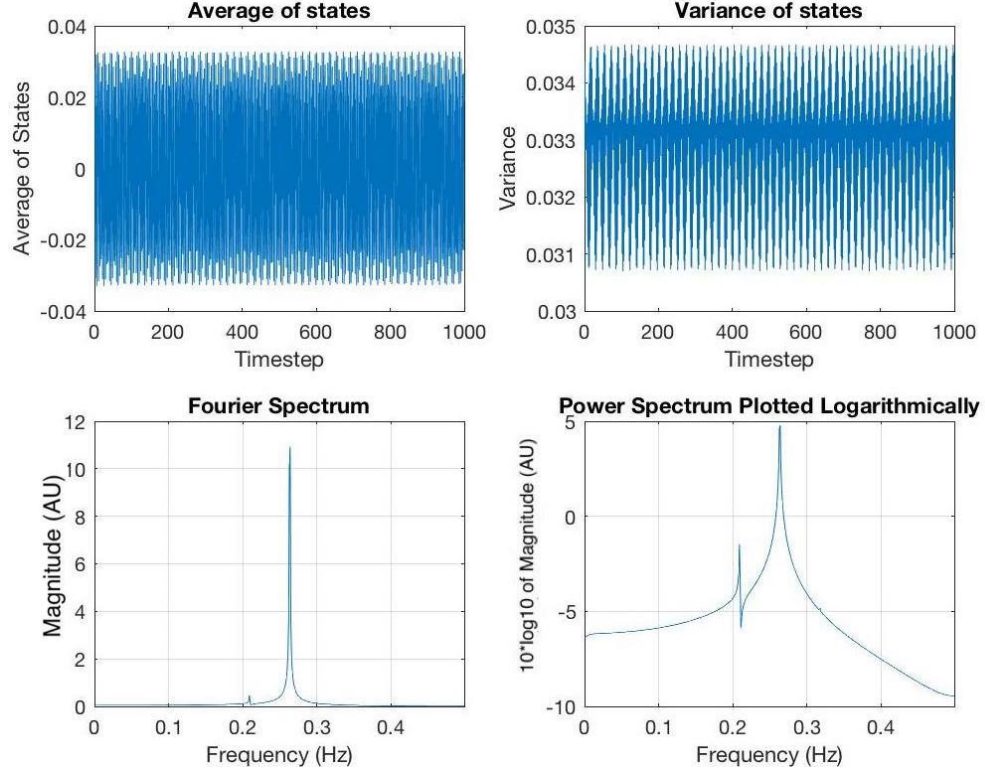 Average of states
0.04
0.02
0
-0.02
-0.04
Average of States
0 200 400 600 800 1000
Timestep
Variance of states
0.035
0.034
0.033
0.032
0.031
0.03
Variance
0 200 400 600 800 1000
Timestep
Fourier Spectrum
12
10
8
6
4
2
0
Magnitude (AU)
0 0.1 0.2 0.3 0.4
Frequency (Hz)
Power Spectrum Plotted Logarithmically
5
0
-5
-10
10*log10 of Magnitude (AU)
0 0.1 0.2 0.3 0.4
Frequency (Hz)